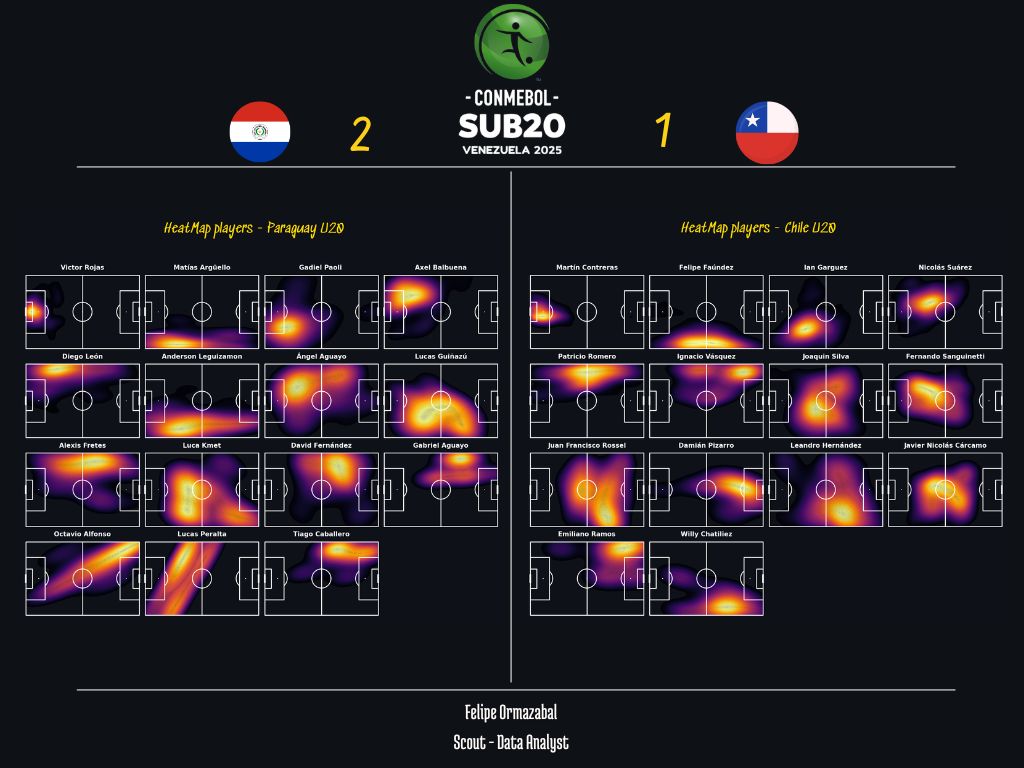 - CONMEBOL -
2
SUB20
1
VENEZUELA 2025
HeatMap players - Paraguay U20
HeatMap players - Chile U20
Victor Rojas
Matías Argüello
Gadiel Paoli
Axel Balbuena
Diego León
Anderson Leguizamon
Ángel Aguayo
Lucas Guiñazú
Alexis Fretes
Luca Kmet
David Fernández
Gabriel Aguayo
Octavio Alfonso
Lucas Peralta
Tiago Caballero
Martín Contreras
Felipe Faúndez
Ian Garguez
Nicolás Suárez
Patricio Romero
Ignacio Vásquez
Joaquín Silva
Fernando Sanguinetti
Juan Francisco Rossel
Damián Pizarro
Leandro Hernández
Javier Nicolás Cárcamo
Emiliano Ramos
Willy Chatiliez
Felipe Ormazabal
Scout - Data Analyst